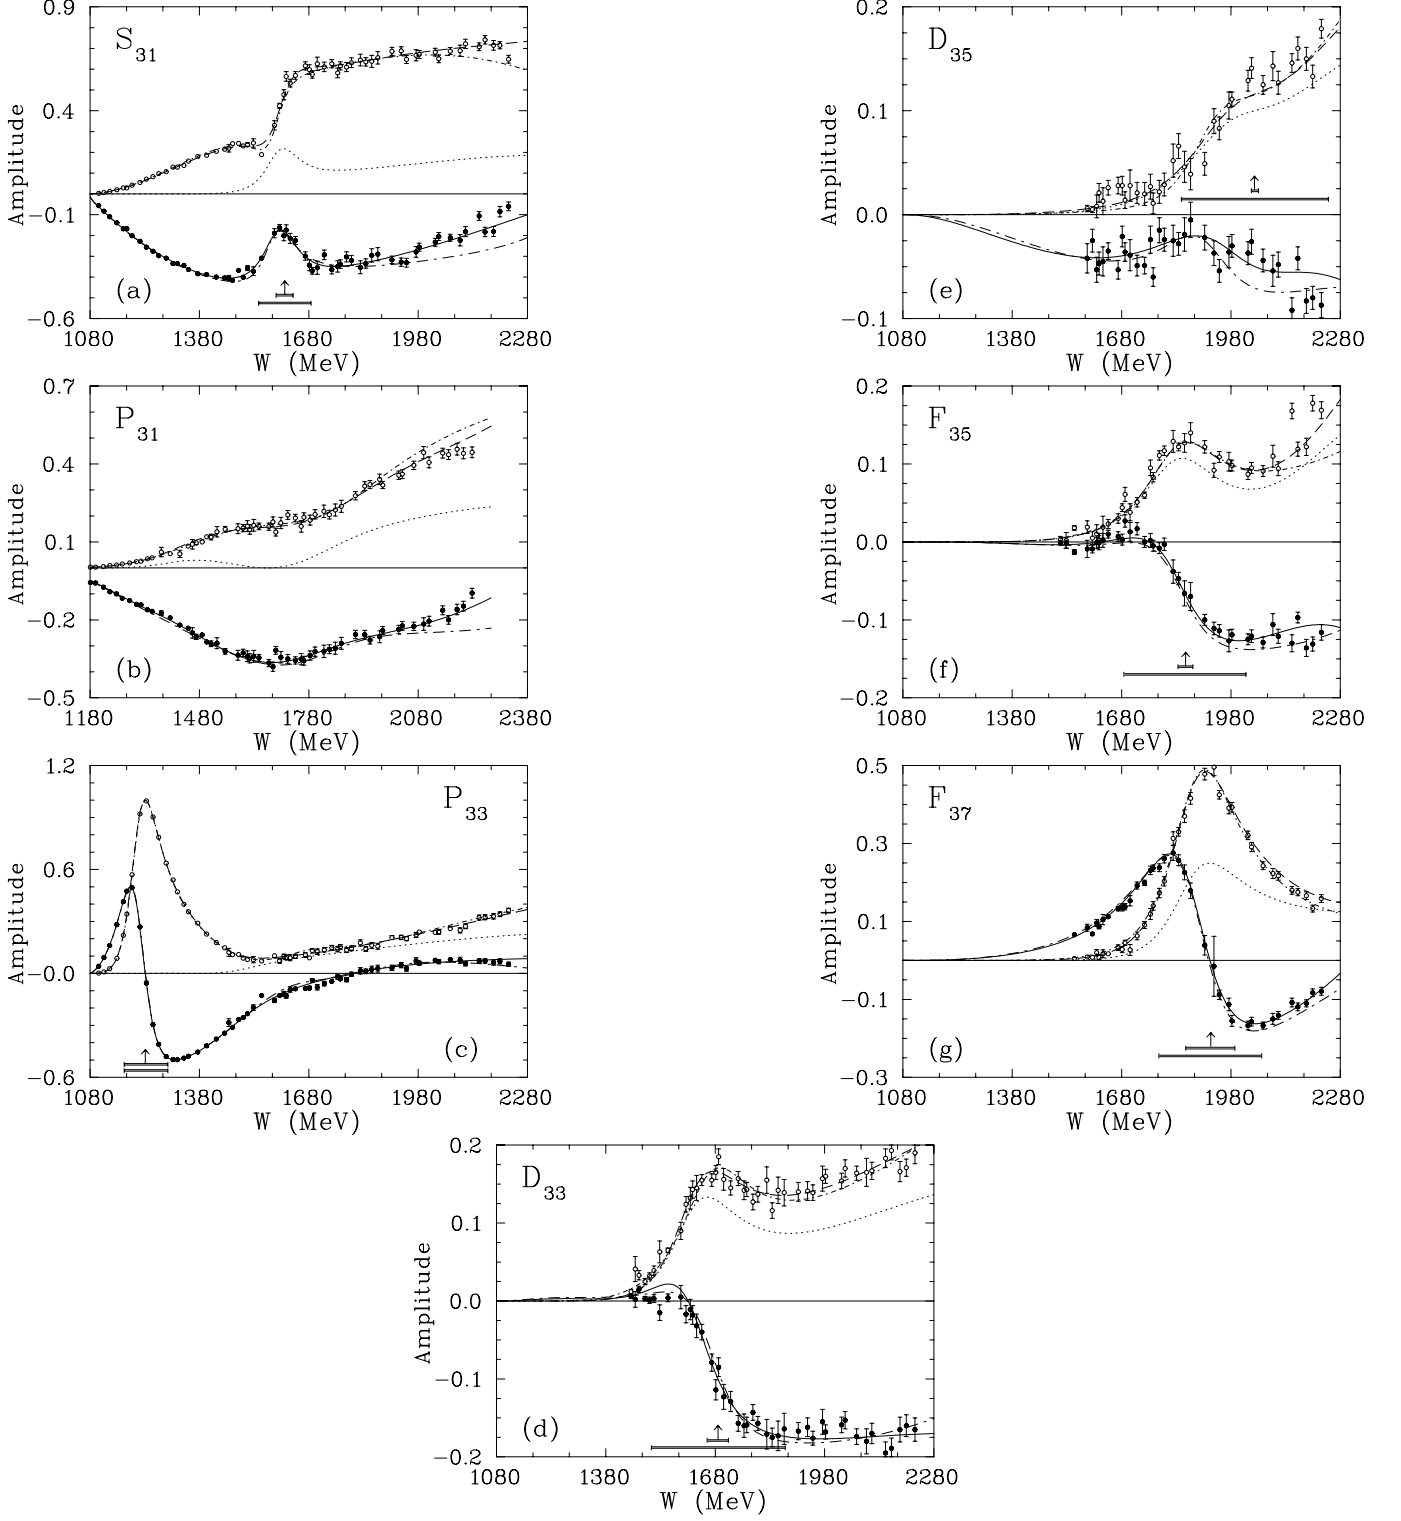 0.9
0.4
−0.1
−0.6
Amplitude
S31
(a)
1080 1380 1680 1980 2280
W (MeV)
0.2
0.1
0.0
−0.1
Amplitude
D35
(e)
1080 1380 1680 1980 2280
W (MeV)
0.7
0.4
0.1
−0.2
−0.5
Amplitude
P31
(b)
1180 1480 1780 2080 2380
W (MeV)
0.2
0.1
0.0
−0.1
−0.2
Amplitude
F35
(f)
1080 1380 1680 1980 2280
W (MeV)
1.2
0.6
−0.0
−0.6
Amplitude
P33
(c)
1080 1380 1680 1980 2280
W (MeV)
0.5
0.3
0.1
−0.1
−0.3
Amplitude
F37
(g)
1080 1380 1680 1980 2280
W (MeV)
0.2
0.1
0.0
−0.1
−0.2
Amplitude
D33
(d)
1080 1380 1680 1980 2280
W (MeV)